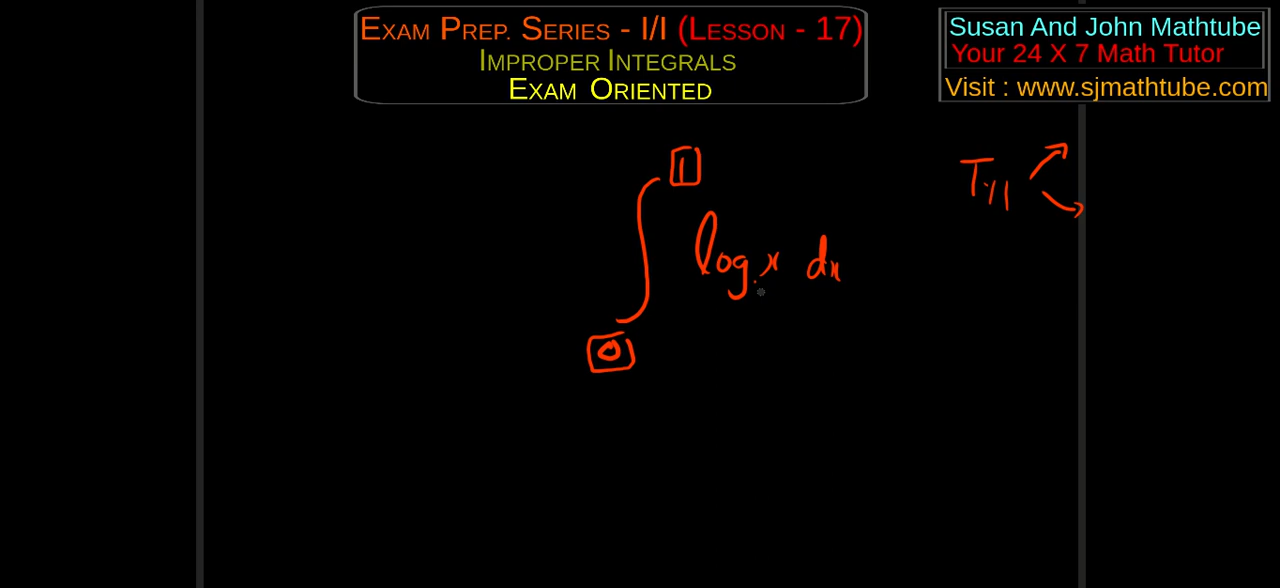 Exam Prep. Series - I/I (Lesson - 17)
Improper Integrals
Exam Oriented
Susan And John Mathtube
Your 24 X 7 Math Tutor
Visit : www.sjmathtube.com
1
∫ log x dx
0